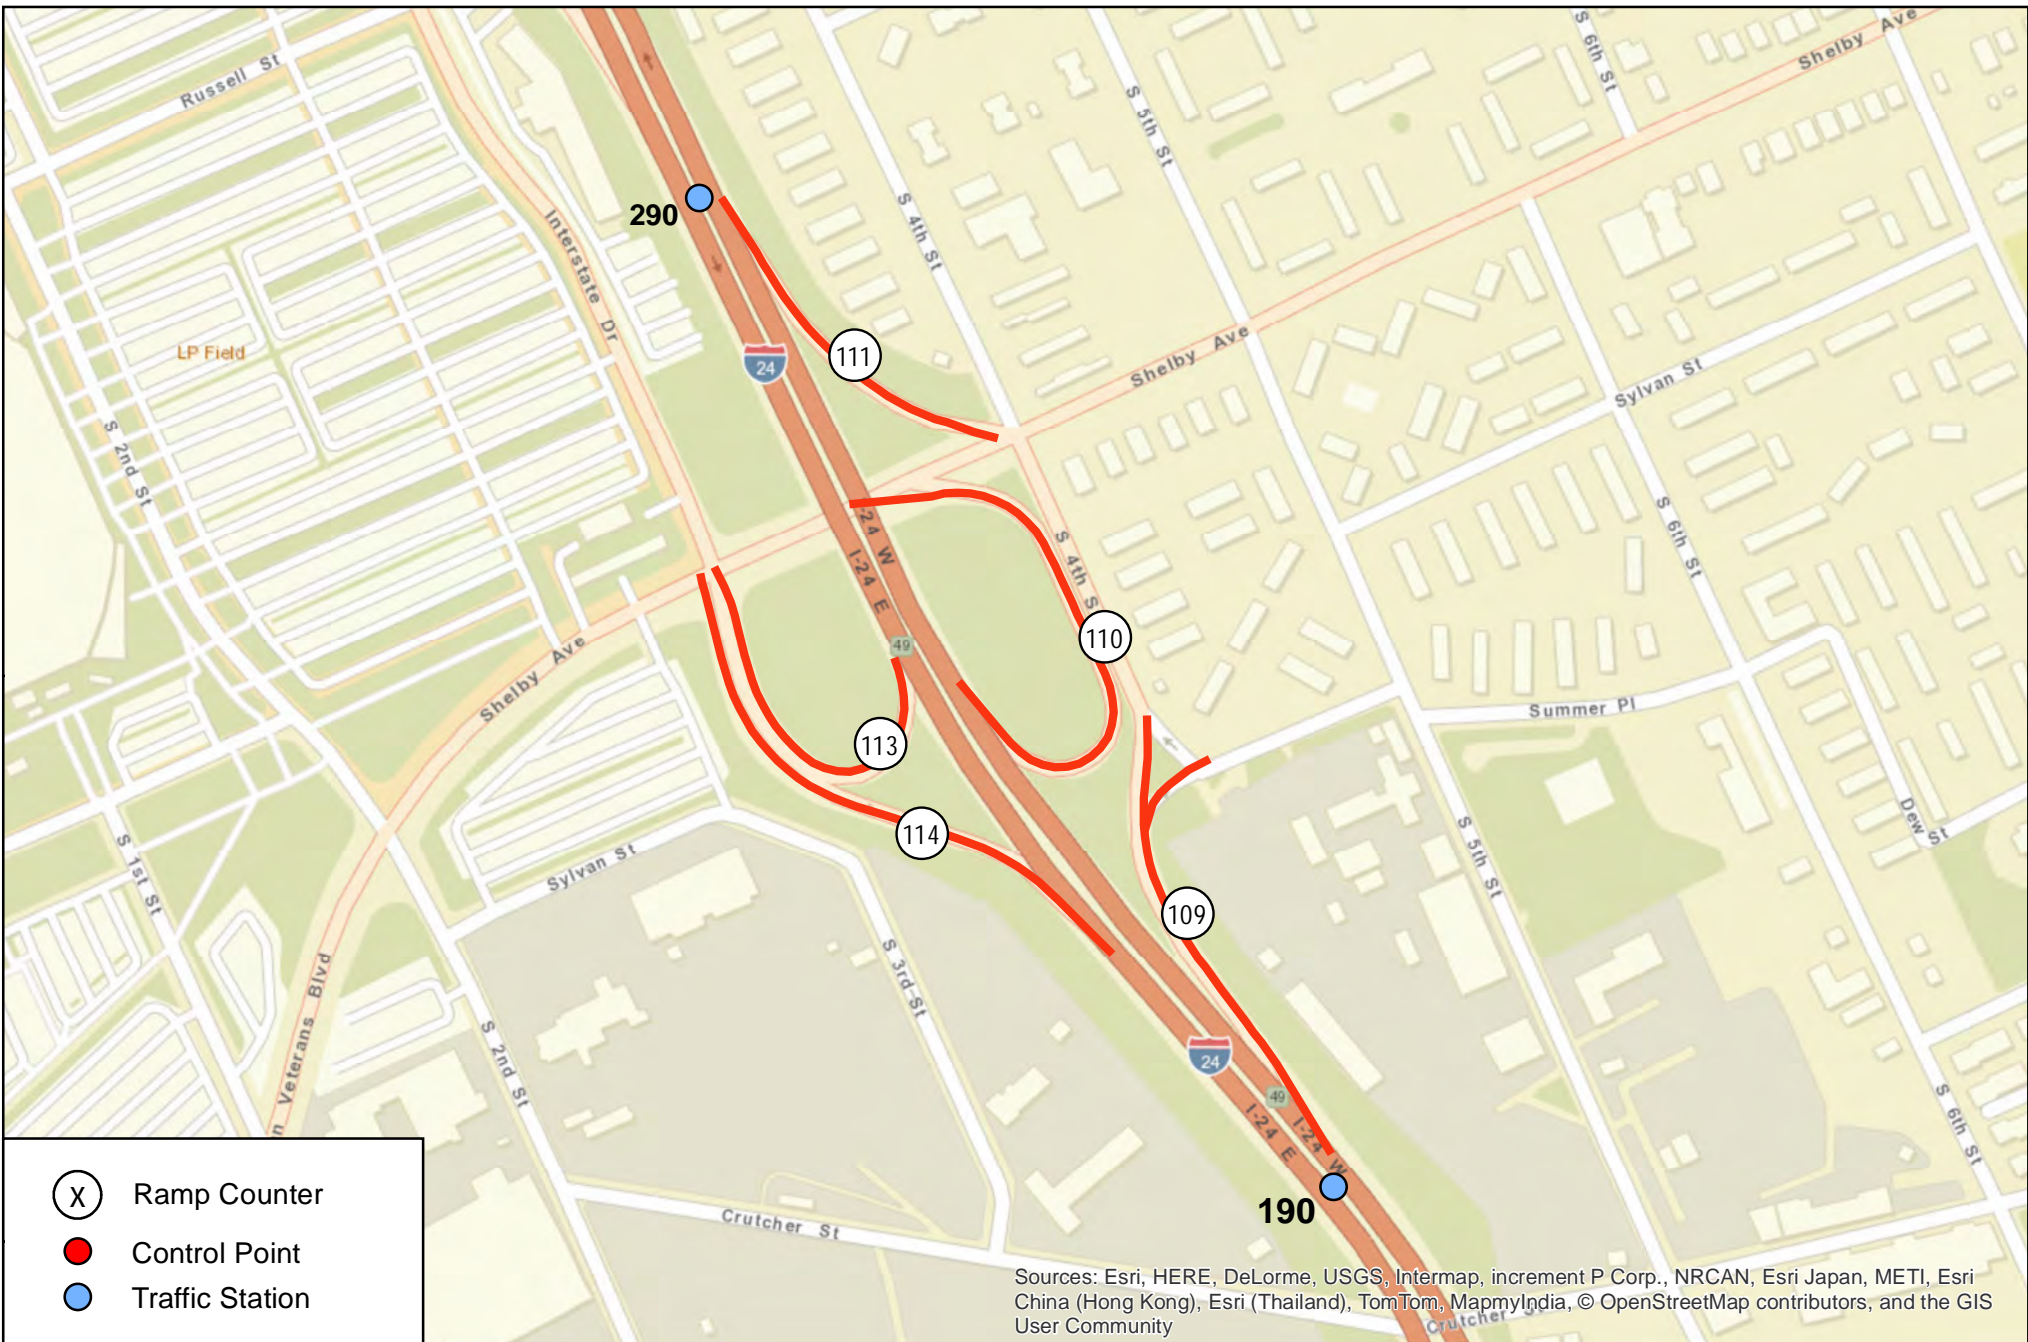 Russell St
Shelby Ave
S 6th St
S 5th St
S 4th St
290
Interstate Dr
111
LP Field
24
Shelby Ave
Sylvan St
S 2nd St
-24 W
I-24 E
S 4th S
S 6th St
49
110
Shelby Ave
113
Summer Pl
114
Dew St
S 5th St
Sylvan St
S 1st St
109
S 3rd St
n Veterans Blvd
S 2nd St
24
49
I-24 W
I-24 E
S 6th St
190
Crutcher St
X Ramp Counter
Control Point
Traffic Station
Sources: Esri, HERE, DeLorme, USGS, Intermap, increment P Corp., NRCAN, Esri Japan, METI, Esri
China (Hong Kong), Esri (Thailand), TomTom, MapmyIndia, © OpenStreetMap contributors, and the GIS
User Community
Crutcher St